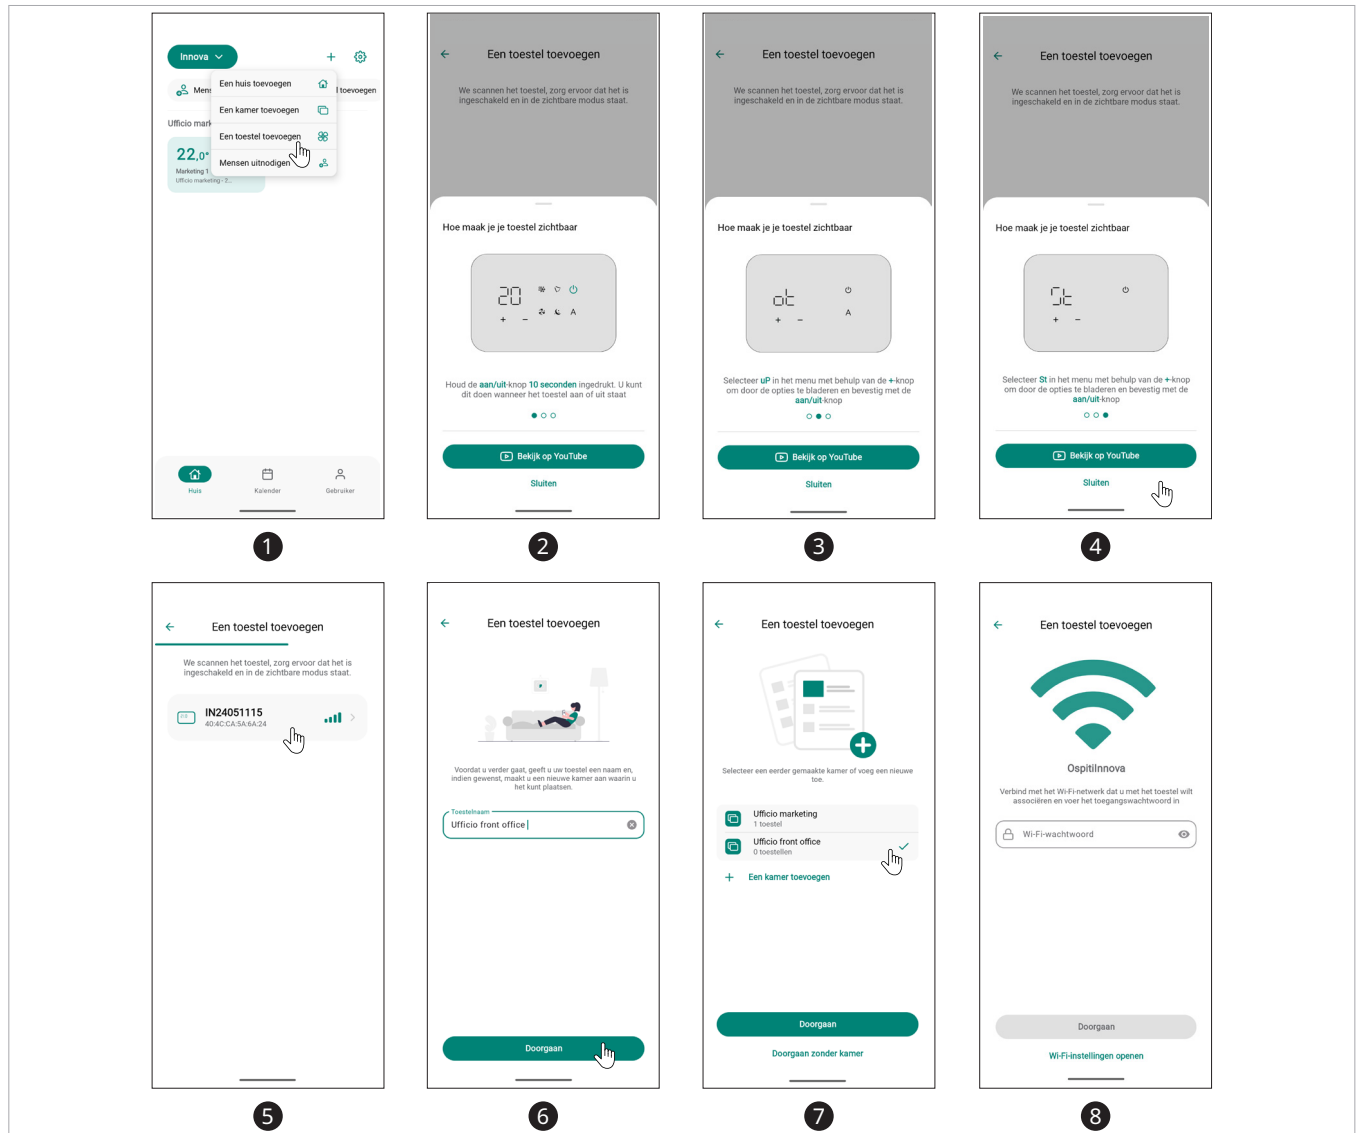 Innova
Een huis toevoegen
Mens
l toevoegen
Een kamer toevoegen
Ufficio mark
Een toestel toevoegen
22,0°
Mensen uitnodigen
Marketing 1
Ufficio marketing - 2...
Huis
Kalender
Gebruiker
1
Een toestel toevoegen
We scannen het toestel, zorg ervoor dat het is
ingeschakeld en in de zichtbare modus staat.
Hoe maak je je toestel zichtbaar
20
+ − A
Houd de aan/uit-knop 10 seconden ingedrukt. U kunt
dit doen wanneer het toestel aan of uit staat
Bekijk op YouTube
Sluiten
2
Een toestel toevoegen
We scannen het toestel, zorg ervoor dat het is
ingeschakeld en in de zichtbare modus staat.
Hoe maak je je toestel zichtbaar
ot
+ − A
Selecteer uP in het menu met behulp van de +-knop
om door de opties te bladeren en bevestig met de
aan/uit-knop
Bekijk op YouTube
Sluiten
3
Een toestel toevoegen
We scannen het toestel, zorg ervoor dat het is
ingeschakeld en in de zichtbare modus staat.
Hoe maak je je toestel zichtbaar
St
+ −
Selecteer St in het menu met behulp van de +-knop
om door de opties te bladeren en bevestig met de
aan/uit-knop
Bekijk op YouTube
Sluiten
4
Een toestel toevoegen
We scannen het toestel, zorg ervoor dat het is
ingeschakeld en in de zichtbare modus staat.
IN24051115
40:4C:CA:5A:6A:24
5
Een toestel toevoegen
Voordat u verder gaat, geeft u uw toestel een naam en,
indien gewenst, maakt u een nieuwe kamer aan waarin u
het kunt plaatsen.
Toestelnaam
Ufficio front office
Doorgaan
6
Een toestel toevoegen
Selecteer een eerder gemaakte kamer of voeg een nieuwe
toe.
Ufficio marketing
1 toestel
Ufficio front office
0 toestellen
+ Een kamer toevoegen
Doorgaan
Doorgaan zonder kamer
7
Een toestel toevoegen
OspitiInnova
Verbind met het Wi-Fi-netwerk dat u met het toestel wilt
associëren en voer het toegangswachtwoord in
Wi-Fi-wachtwoord
Doorgaan
Wi-Fi-instellingen openen
8